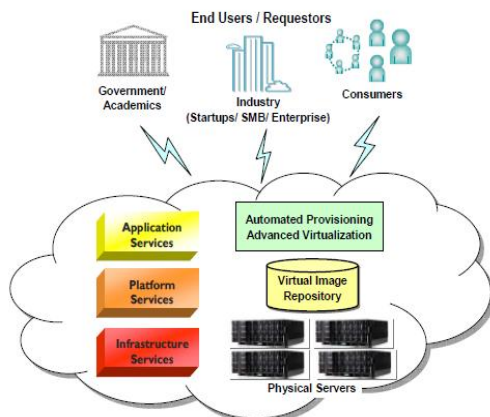 End Users / Requestors
Government/
Academics
Industry
(Startups/ SMB/ Enterprise)
Consumers
Application
Services
Automated Provisioning
Advanced Virtualization
Platform
Services
Virtual Image
Repository
Infrastructure
Services
Physical Servers